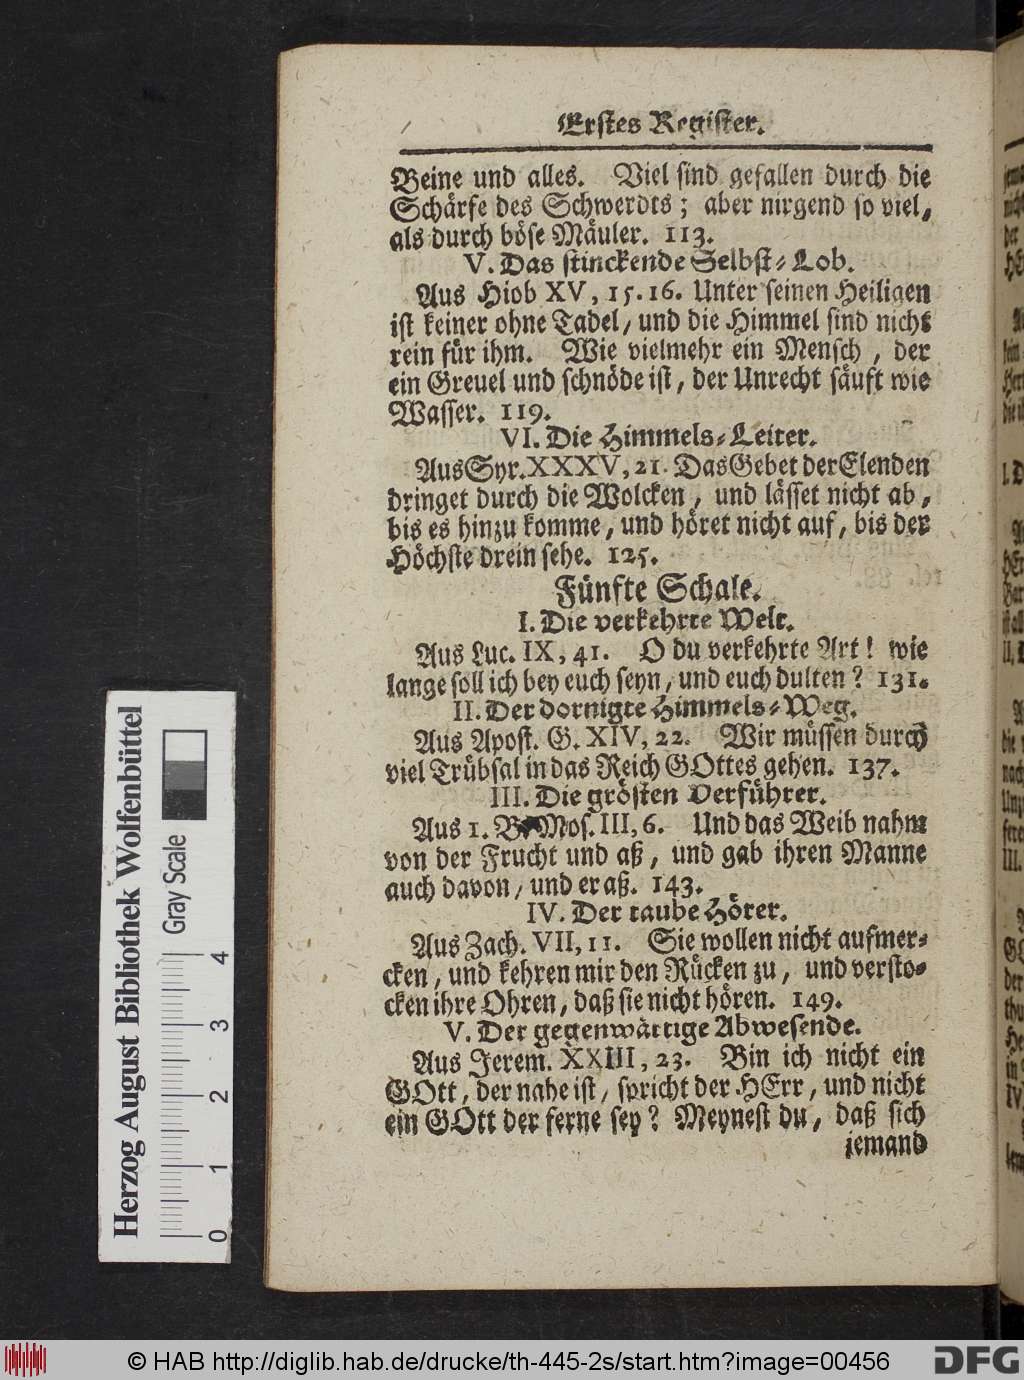 Erstes Register.
Beine und alles. Viel sind gefallen durch die
Schärfe des Schwerdts; aber nirgend so viel,
als durch böse Mäuler. 113.
V. Das stinckende Selbst-Lob.
Aus Hiob XV, 15.16. Unter seinen Heiligen
ist keiner ohne Tadel, und die Himmel sind nicht
rein für ihm. Wie vielmehr ein Mensch, der
ein Greuel und schnöde ist, der Unrecht säuft wie
Wasser. 119.
VI. Die Himmels-Leiter.
Aus Syr. XXXV, 21. Das Gebet der Elenden
dringet durch die Wolcken, und lässet nicht ab,
bis es hinzu komme, und höret nicht auf, bis der
Höchste drein sehe. 125.
Fünfte Schale.
I. Die verkehrte Welt.
Aus Luc. IX, 41. O du verkehrte Art! wie
lange soll ich bey euch seyn, und euch dulten? 131.
II. Der dornigte Himmels-Weg.
Aus Apost. G. XIV, 22. Wir müssen durch
viel Trübsal in das Reich GOttes gehen. 137.
III. Die grösten Verführer.
Aus 1. B. Mos. III, 6. Und das Weib nahm
von der Frucht und aß, und gab ihren Manne
auch davon, und er aß. 143.
IV. Der taube Hörer.
Aus Zach. VII, 11. Sie wollen nicht aufmer-
cken, und kehren mir den Rücken zu, und versto-
cken ihre Ohren, daß sie nicht hören. 149.
V. Der gegenwärtige Abwesende.
Aus Jerem. XXIII, 23. Bin ich nicht ein
GOtt, der nahe ist, spricht der HErr, und nicht
ein GOtt der ferne sey? Meynest du, daß sich
jemand
Herzog August Bibliothek Wolfenbüttel
Gray Scale
0 1 2 3 4
© HAB http://diglib.hab.de/drucke/th-445-2s/start.htm?image=00456
DFG